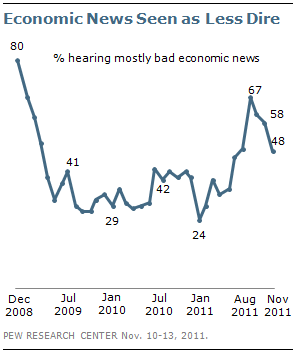 Economic News Seen as Less Dire
80
% hearing mostly bad economic news
67
58
41
48
42
29
24
Dec Jul Jan Jul Jan Aug Nov
2008 2009 2010 2010 2011 2011 2011
PEW RESEARCH CENTER Nov. 10-13, 2011.